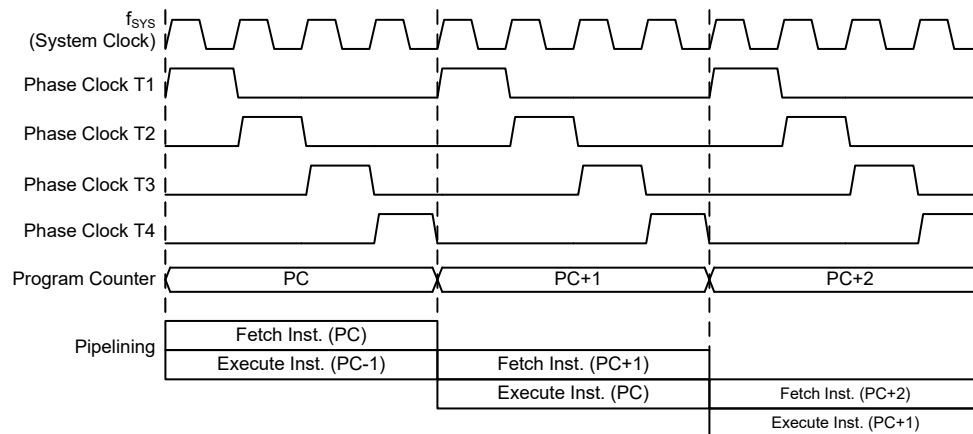 fSYS
(System Clock)
Phase Clock T1
Phase Clock T2
Phase Clock T3
Phase Clock T4
Program Counter PC PC+1 PC+2
Pipelining
Fetch Inst. (PC)
Execute Inst. (PC-1) Fetch Inst. (PC+1)
Execute Inst. (PC) Fetch Inst. (PC+2)
Execute Inst. (PC+1)